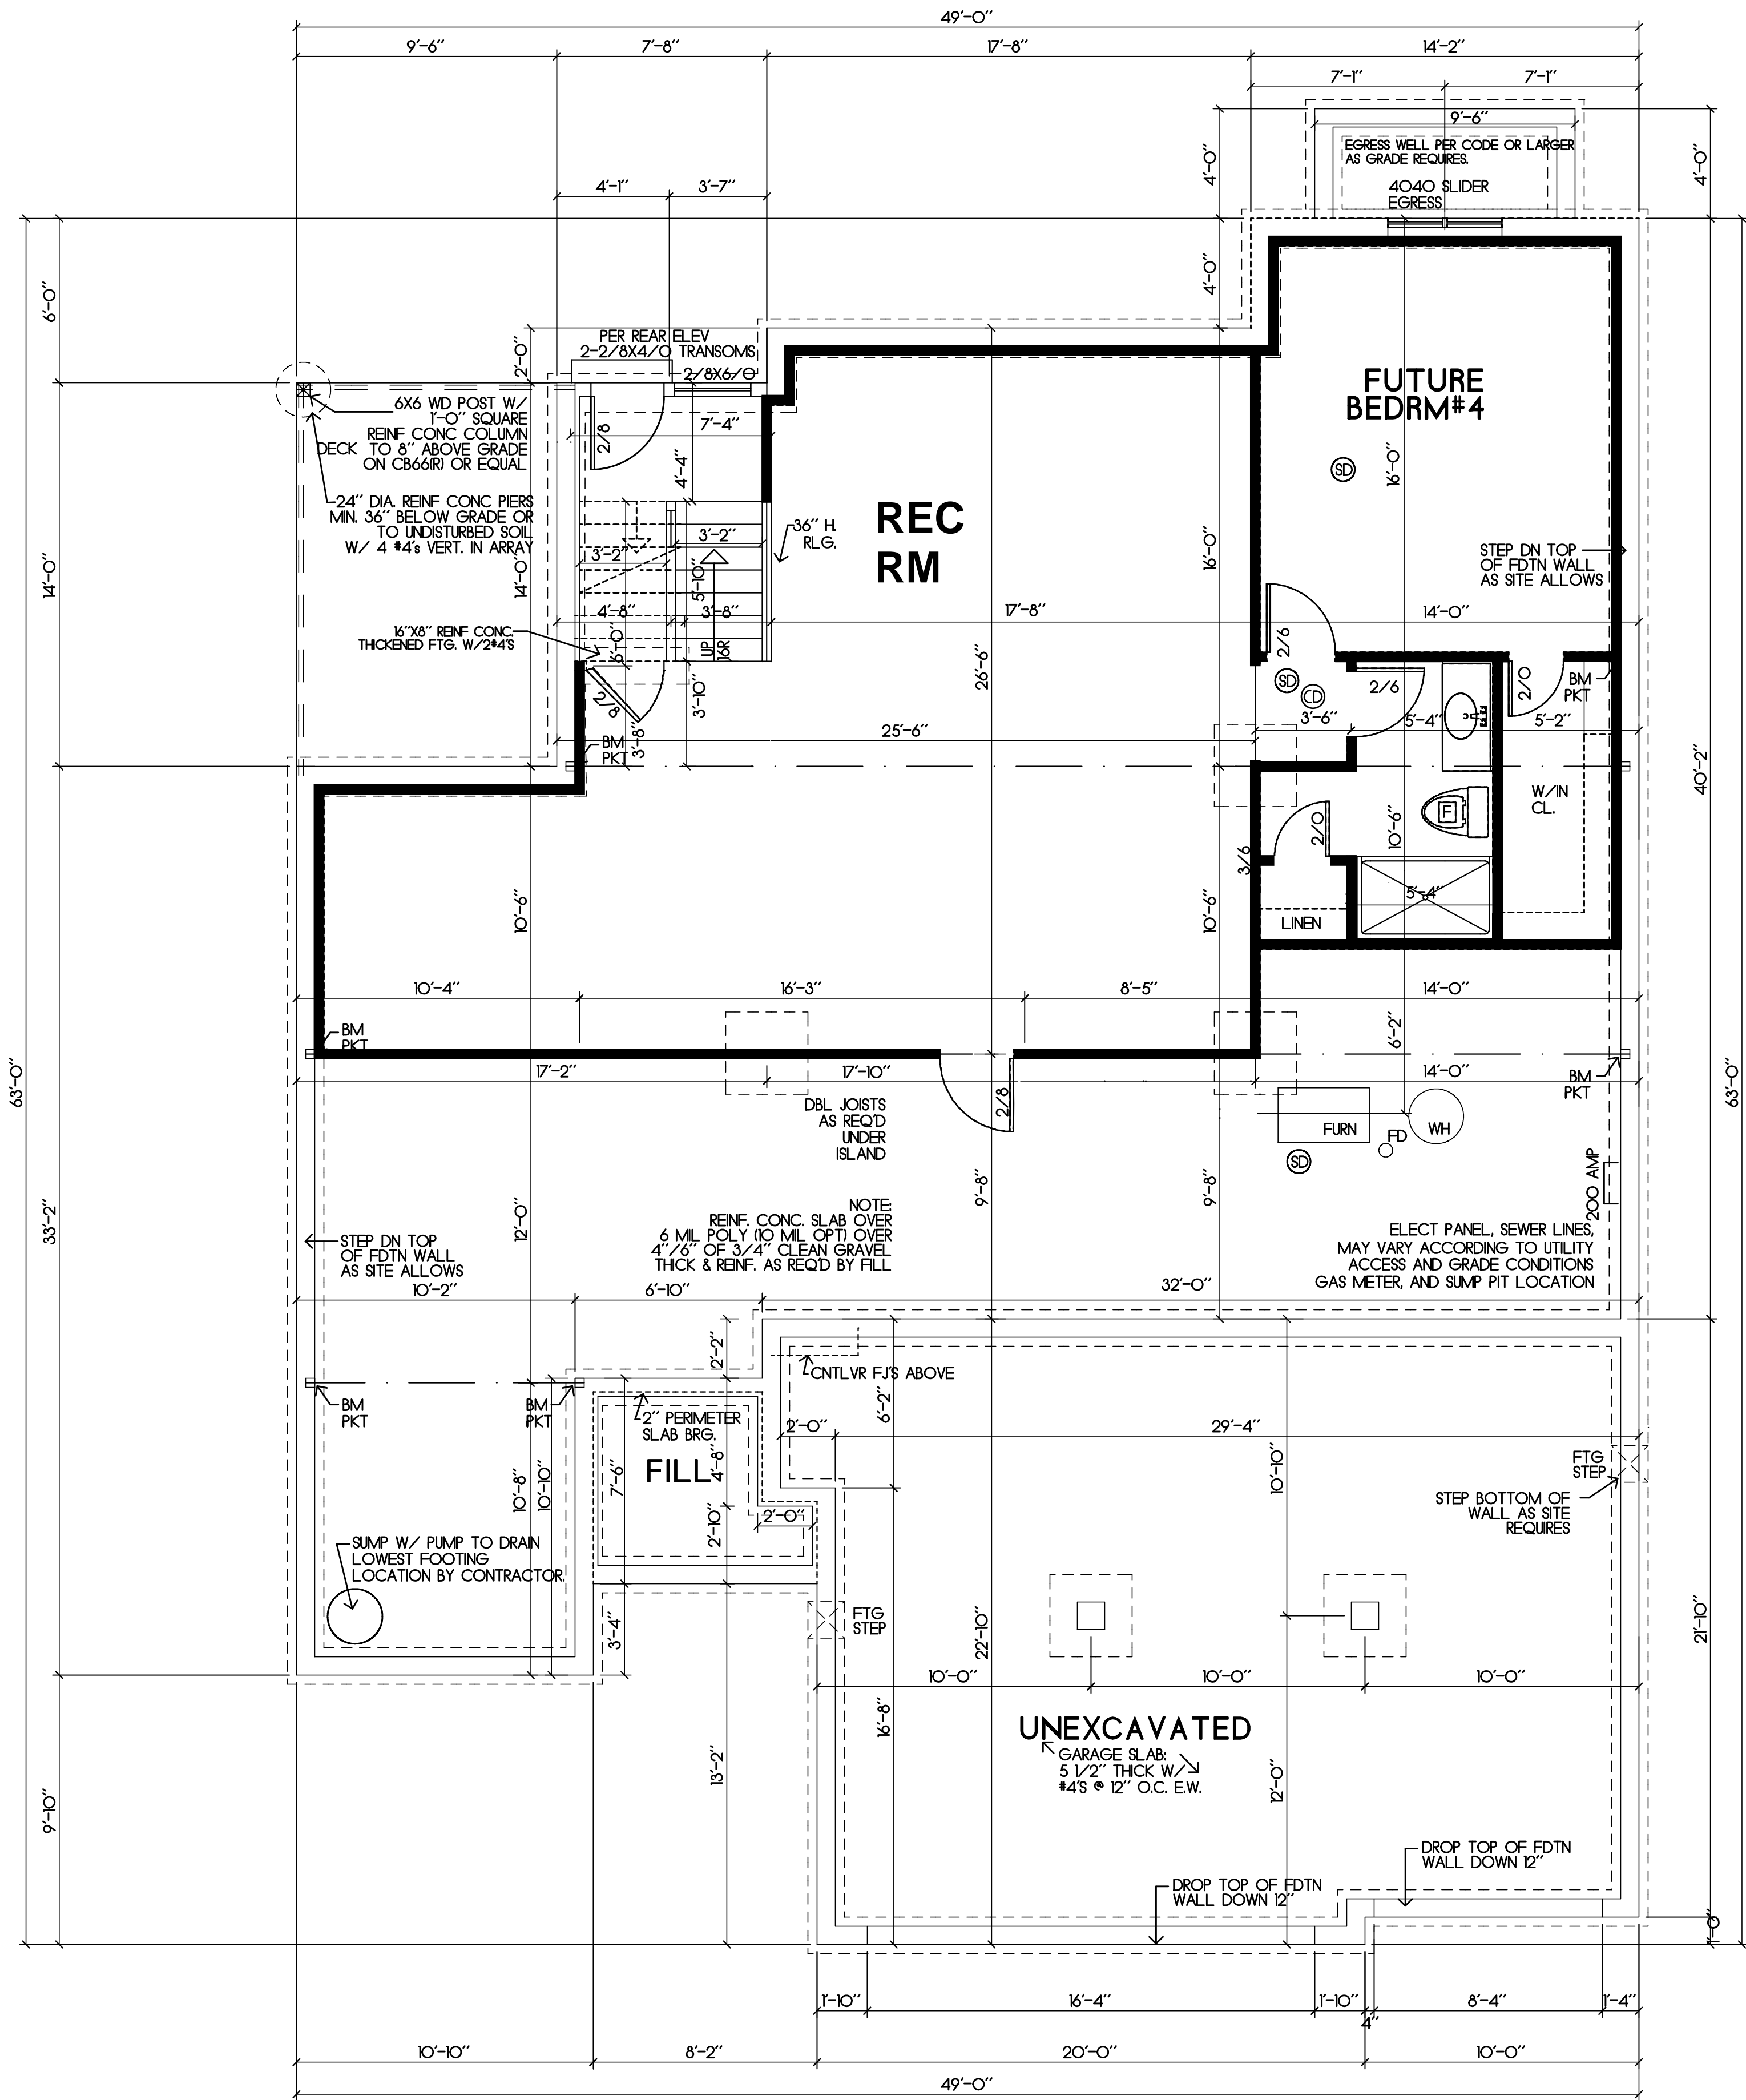 49'-0"
9'-6"
7'-8"
17'-8"
14'-2"
7'-1"
7'-1"
9'-6"
EGRESS WELL PER CODE OR LARGER
AS GRADE REQUIRES.
4040 SLIDER
EGRESS
4'-0"
4'-0"
4'-1"
3'-7"
6'-0"
2'-0"
4'-0"
PER REAR ELEV
2-2/8X4/0 TRANSOMS
2/8X6/0
6X6 WD POST W/
1'-0" SQUARE
REINF CONC COLUMN
DECK TO 8" ABOVE GRADE
ON CB66(R) OR EQUAL
2/8
7'-4"
4'-4"
FUTURE
BEDRM#4
SD
16'-0"
24" DIA. REINF CONC PIERS
MIN. 36" BELOW GRADE OR
TO UNDISTURBED SOIL
W/ 4 #4's VERT. IN ARRAY
36" H.
RLG.
REC
RM
3'-2"
3'-2"
5'-10"
STEP DN TOP
OF FDTN WALL
AS SITE ALLOWS
14'-0"
14'-0"
16'-0"
4'-8"
3'-8"
17'-8"
14'-0"
16"X8" REINF CONC.
THICKENED FTG. W/2#4'S
6'-0"
UP
16R
26'-6"
2/6
2/8
3'-10"
SD
CD
2/6
2/0
BM
PKT
3'-6"
5'-4"
5'-2"
BM
PKT
3'-8"
25'-6"
40'-2"
W/IN
CL.
F
2/0
10'-6"
3/6
10'-6"
10'-6"
5'-4"
LINEN
10'-4"
16'-3"
8'-5"
14'-0"
BM
PKT
6'-2"
63'-0"
63'-0"
17'-2"
17'-10"
14'-0"
BM
PKT
DBL JOISTS
AS REQ'D
UNDER
ISLAND
2/8
FURN
FD
WH
SD
200 AMP
33'-2"
12'-0"
9'-8"
9'-8"
NOTE:
REINF. CONC. SLAB OVER
6 MIL POLY (10 MIL OPT) OVER
4"/6" OF 3/4" CLEAN GRAVEL
THICK & REINF. AS REQ'D BY FILL
ELECT PANEL, SEWER LINES,
MAY VARY ACCORDING TO UTILITY
ACCESS AND GRADE CONDITIONS
GAS METER, AND SUMP PIT LOCATION
STEP DN TOP
OF FDTN WALL
AS SITE ALLOWS
10'-2"
6'-10"
32'-0"
2'-2"
CNTLVR FJ'S ABOVE
BM
PKT
BM
PKT
2" PERIMETER
SLAB BRG.
6'-2"
2'-0"
29'-4"
FILL
4'-8"
7'-6"
10'-8"
10'-10"
10'-10"
FTG
STEP
STEP BOTTOM OF
WALL AS SITE
REQUIRES
2'-10"
2'-0"
SUMP W/ PUMP TO DRAIN
LOWEST FOOTING
LOCATION BY CONTRACTOR.
FTG
STEP
3'-4"
22'-10"
21'-10"
10'-0"
10'-0"
10'-0"
16'-8"
UNEXCAVATED
GARAGE SLAB:
5 1/2" THICK W/
#4'S @ 12" O.C. E.W.
13'-2"
12'-0"
9'-10"
DROP TOP OF FDTN
WALL DOWN 12"
DROP TOP OF FDTN
WALL DOWN 12"
1'-0"
1'-10"
16'-4"
1'-10"
4"
8'-4"
1'-4"
10'-10"
8'-2"
20'-0"
10'-0"
49'-0"